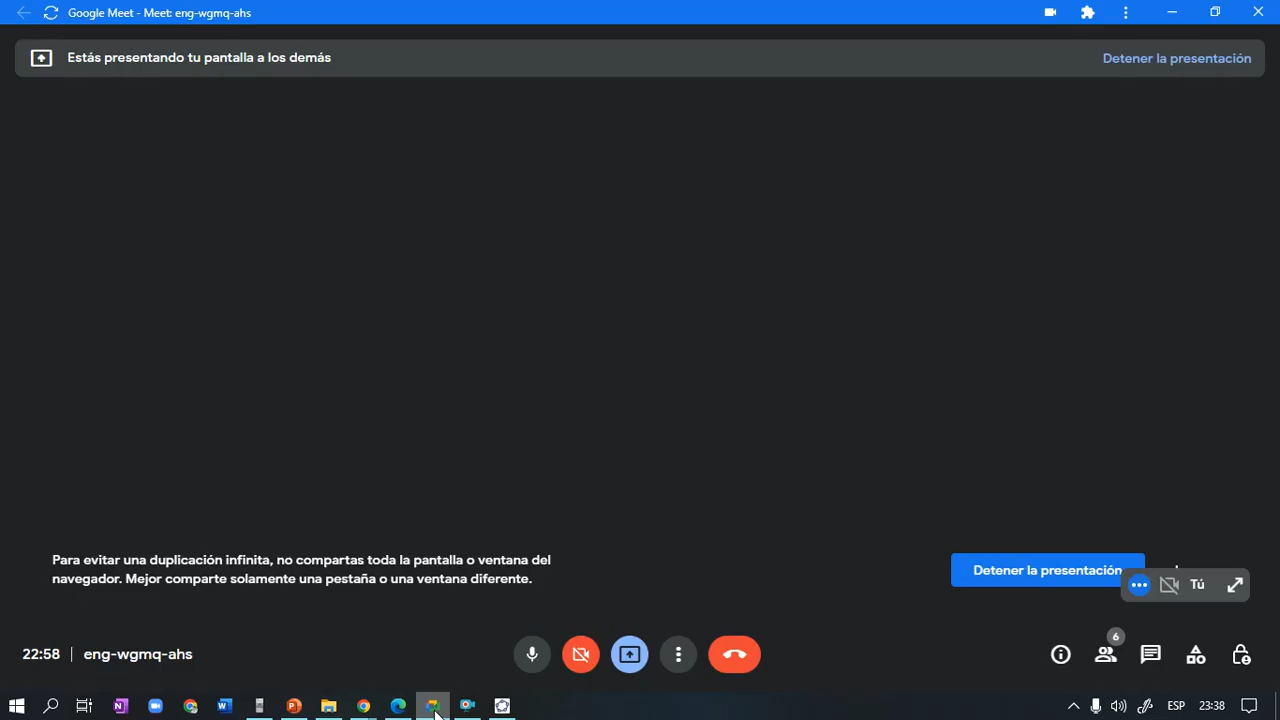 Google Meet - Meet: eng-wgmq-ahs
Estás presentando tu pantalla a los demás
Detener la presentación
Para evitar una duplicación infinita, no compartas toda la pantalla o ventana del
navegador. Mejor comparte solamente una pestaña o una ventana diferente.
Detener la presentación
Tú
22:58 | eng-wgmq-ahs
6
ESP
23:38